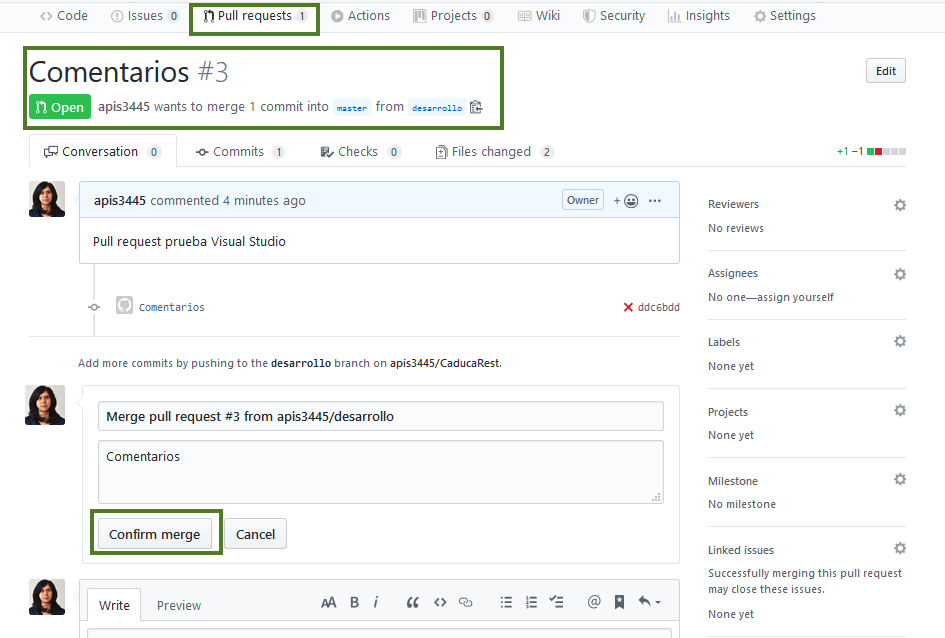 Code Issues 0 Pull requests 1 Actions Projects 0 Wiki Security Insights Settings
Comentarios #3
Edit
Open apis3445 wants to merge 1 commit into master from desarrollo
Conversation 0 Commits 1 Checks 0 Files changed 2
+1 −1
apis3445 commented 4 minutes ago Owner + ...
Pull request prueba Visual Studio
Comentarios ddc6bdd
Add more commits by pushing to the desarrollo branch on apis3445/CaducaRest.
Merge pull request #3 from apis3445/desarrollo
Comentarios
Confirm merge Cancel
Write Preview AA B i
Reviewers
No reviews
Assignees
No one—assign yourself
Labels
None yet
Projects
None yet
Milestone
No milestone
Linked issues
Successfully merging this pull request
may close these issues.
None yet